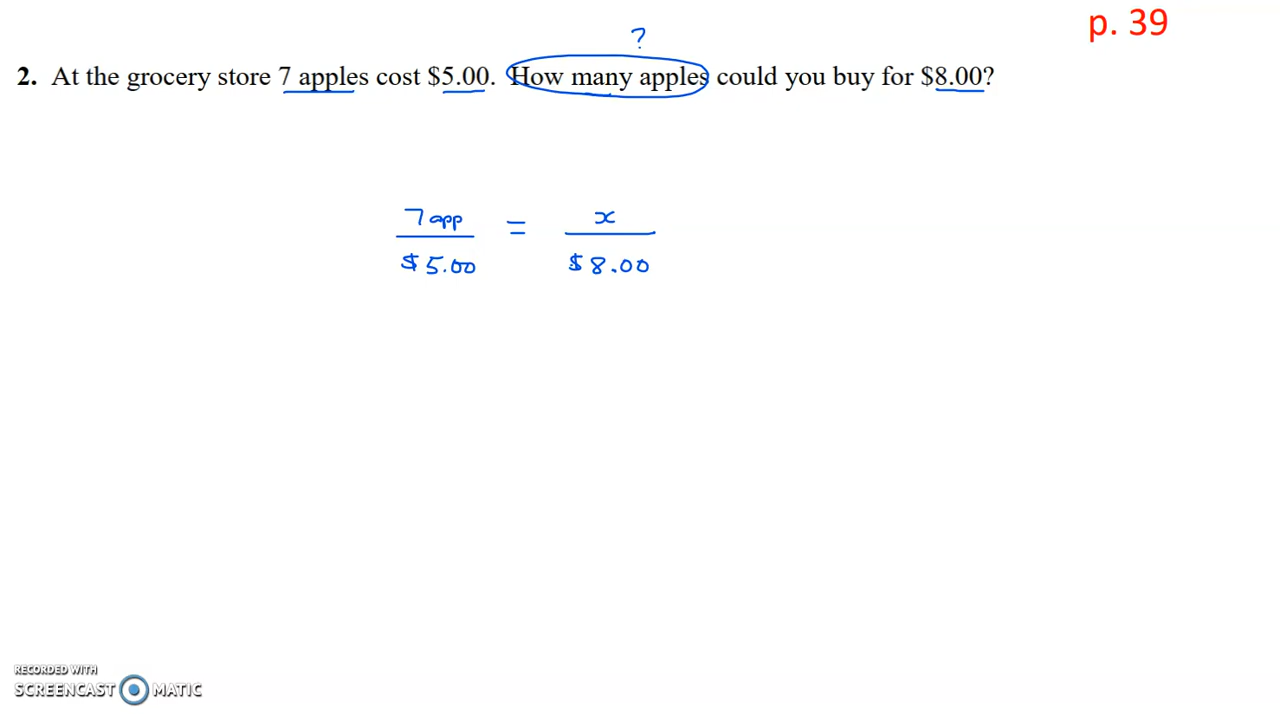 p. 39
?
2. At the grocery store 7 apples cost $5.00. How many apples could you buy for $8.00?
7 app = x
$5.00 $8.00
RECORDED WITH
SCREENCAST MATIC